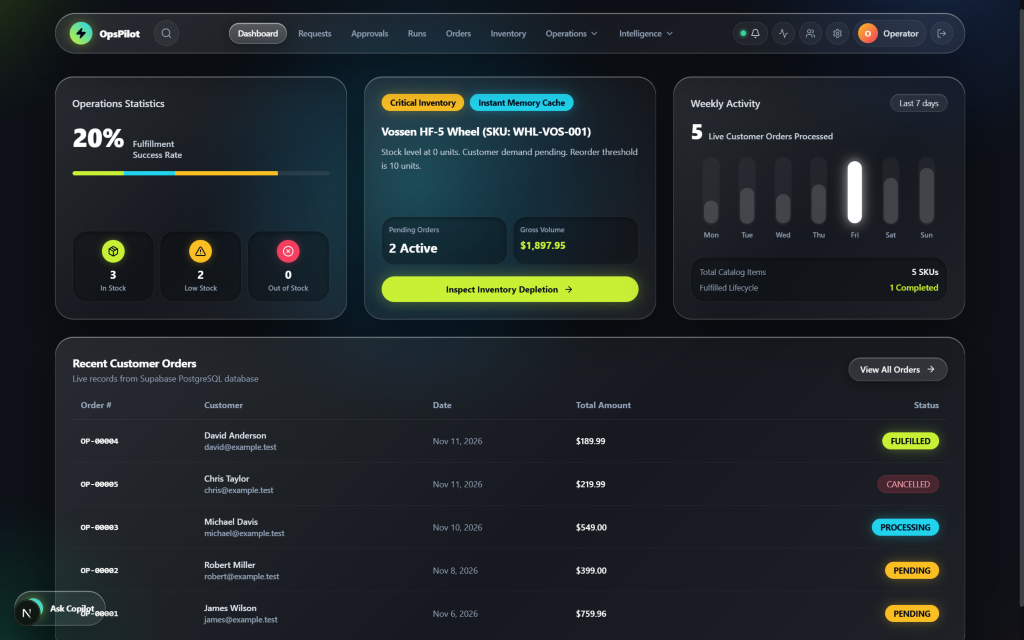 OpsPilot
Dashboard
Requests
Approvals
Runs
Orders
Inventory
Operations
Intelligence
O
Operator
Operations Statistics
20%
Fulfillment
Success Rate
3
In Stock
2
Low Stock
0
Out of Stock
Critical Inventory
Instant Memory Cache
Vossen HF-5 Wheel (SKU: WHL-VOS-001)
Stock level at 0 units. Customer demand pending. Reorder threshold
is 10 units.
Pending Orders
2 Active
Gross Volume
$1,897.95
Inspect Inventory Depletion →
Weekly Activity
Last 7 days
5 Live Customer Orders Processed
Mon Tue Wed Thu Fri Sat Sun
Total Catalog Items 5 SKUs
Fulfilled Lifecycle 1 Completed
Recent Customer Orders
Live records from Supabase PostgreSQL database
View All Orders →
Order # Customer Date Total Amount Status
OP-00004 David Anderson Nov 11, 2026 $189.99 FULFILLED
david@example.test
OP-00005 Chris Taylor Nov 11, 2026 $219.99 CANCELLED
chris@example.test
OP-00003 Michael Davis Nov 10, 2026 $549.00 PROCESSING
michael@example.test
OP-00002 Robert Miller Nov 8, 2026 $399.00 PENDING
robert@example.test
OP-00001 James Wilson Nov 6, 2026 $759.96 PENDING
james@example.test
N
Ask Copilot